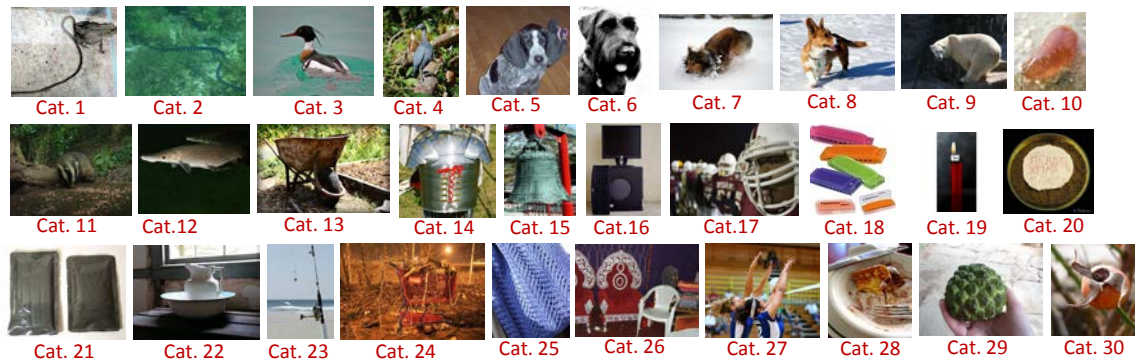 Cat. 1 Cat. 2 Cat. 3 Cat. 4 Cat. 5 Cat. 6 Cat. 7 Cat. 8 Cat. 9 Cat. 10
Cat. 11 Cat.12 Cat. 13 Cat. 14 Cat. 15 Cat.16 Cat.17 Cat. 18 Cat. 19 Cat. 20
Cat. 21 Cat. 22 Cat. 23 Cat. 24 Cat. 25 Cat. 26 Cat. 27 Cat. 28 Cat. 29 Cat. 30